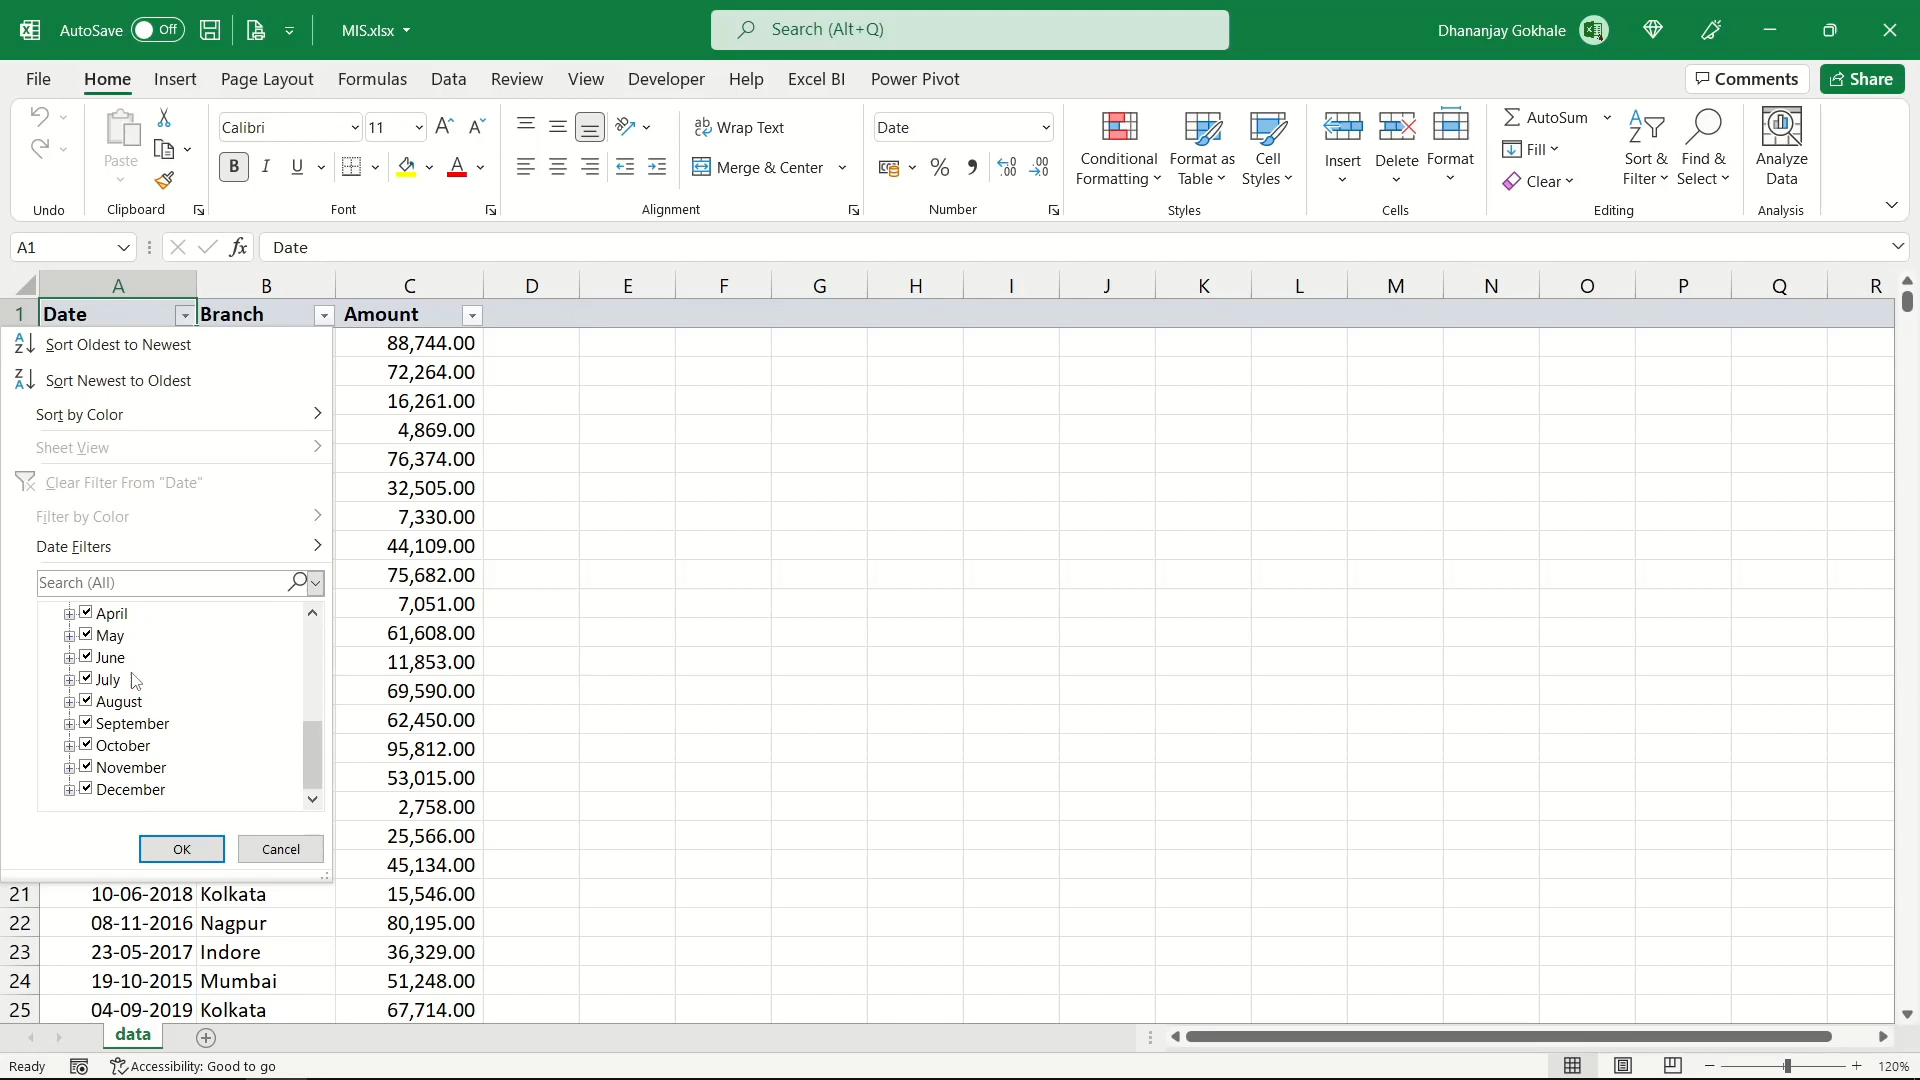 AutoSave Off MIS.xlsx Search (Alt+Q) Dhananjay Gokhale
File Home Insert Page Layout Formulas Data Review View Developer Help Excel BI Power Pivot Comments Share
Paste
Calibri 11
B I U A
ab Wrap Text
Merge & Center
Date
%
Conditional Formatting
Format as Table
Cell Styles
Insert
Delete
Format
AutoSum
Fill
Clear
Sort & Filter
Find & Select
Analyze Data
Undo Clipboard Font Alignment Number Styles Cells Editing Analysis
A1 fx Date
A B C D E F G H I J K L M N O P Q R
1 Date Branch Amount
Sort Oldest to Newest
Sort Newest to Oldest
Sort by Color
Sheet View
Clear Filter From "Date"
Filter by Color
Date Filters
Search (All)
April
May
June
July
August
September
October
November
December
OK Cancel
88,744.00
72,264.00
16,261.00
4,869.00
76,374.00
32,505.00
7,330.00
44,109.00
75,682.00
7,051.00
61,608.00
11,853.00
69,590.00
62,450.00
95,812.00
53,015.00
2,758.00
25,566.00
45,134.00
21 10-06-2018 Kolkata 15,546.00
22 08-11-2016 Nagpur 80,195.00
23 23-05-2017 Indore 36,329.00
24 19-10-2015 Mumbai 51,248.00
25 04-09-2019 Kolkata 67,714.00
data
Ready Accessibility: Good to go 120%